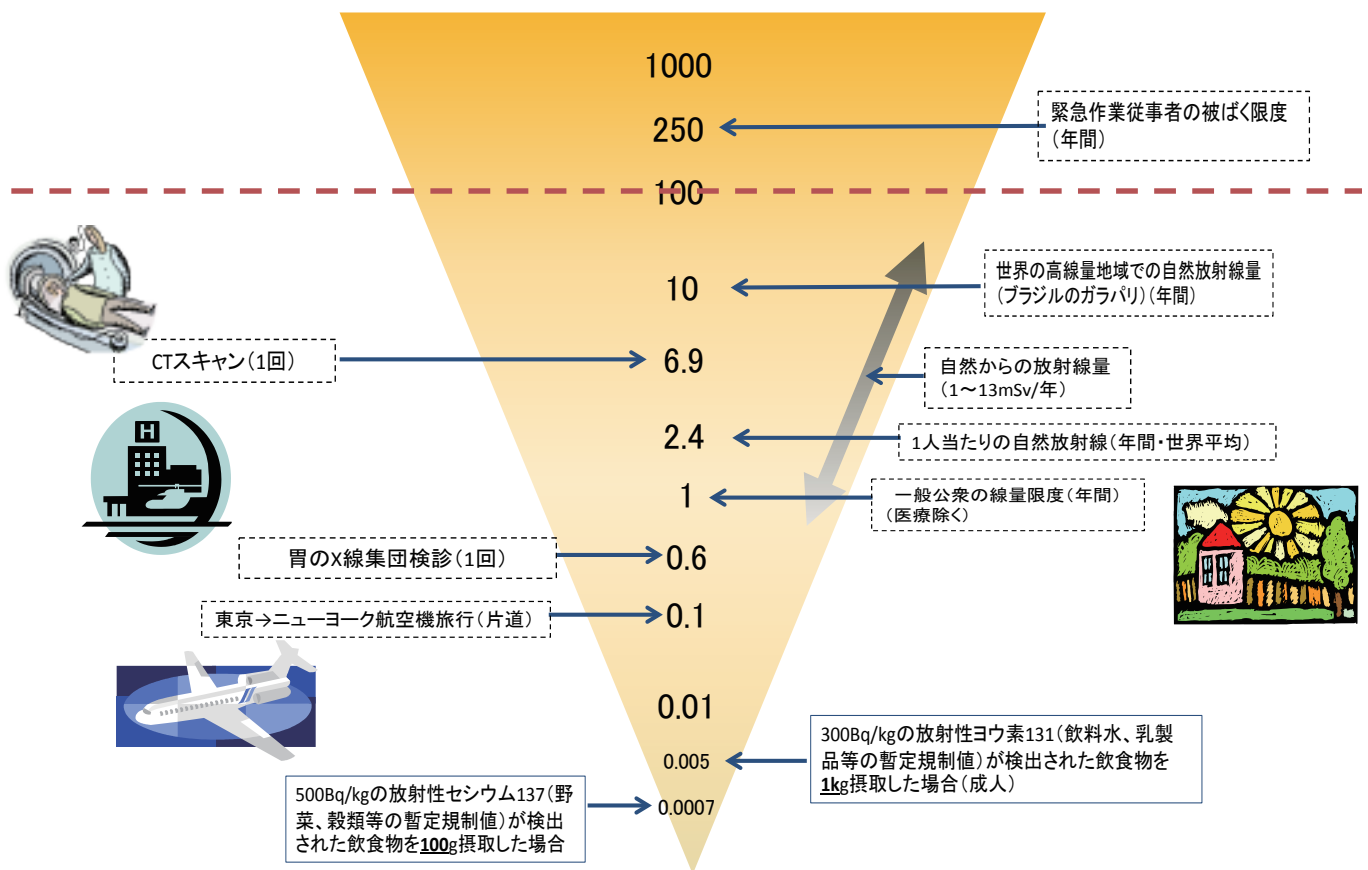 1000
250
緊急作業従事者の被ばく限度
(年間)
100
10
世界の高線量地域での自然放射線量
(ブラジルのガラパリ)(年間)
CTスキャン(1回)
6.9
自然からの放射線量
(1～13mSv/年)
2.4
1人当たりの自然放射線(年間・世界平均)
1
一般公衆の線量限度(年間)
(医療除く)
H
胃のX線集団検診(1回)
0.6
東京→ニューヨーク航空機旅行(片道)
0.1
0.01
300Bq/kgの放射性ヨウ素131(飲料水、乳製
品等の暫定規制値)が検出された飲食物を
1kg摂取した場合(成人)
0.005
500Bq/kgの放射性セシウム137(野
菜、穀類等の暫定規制値)が検出
された飲食物を100g摂取した場合
0.0007